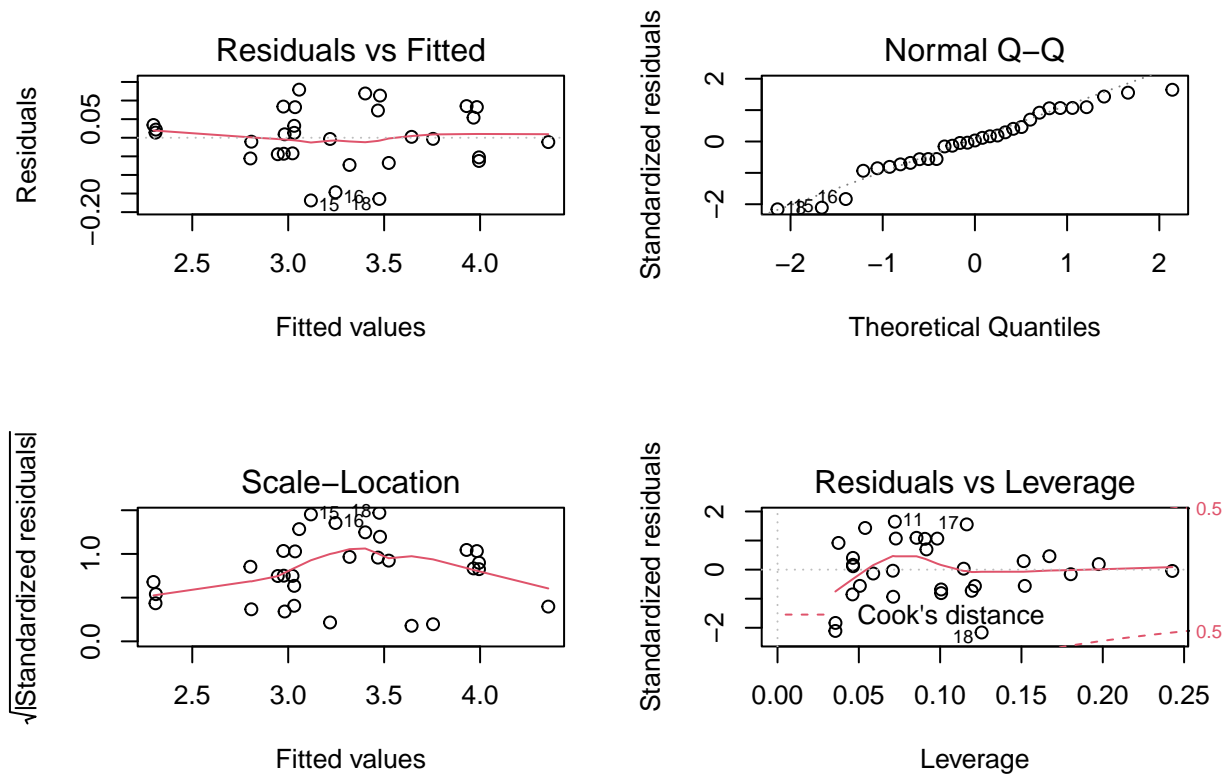 Residuals vs Fitted
Residuals
0.05
−0.20
15
16
18
2.5 3.0 3.5 4.0
Fitted values
Normal Q−Q
Standardized residuals
2
0
−2
15
16
−2 −1 0 1 2
Theoretical Quantiles
Scale−Location
√|Standardized residuals|
1.0
0.0
15
16
18
2.5 3.0 3.5 4.0
Fitted values
Residuals vs Leverage
Standardized residuals
2
0
−2
11
17
18
Cook's distance
0.5
0.5
0.00 0.05 0.10 0.15 0.20 0.25
Leverage